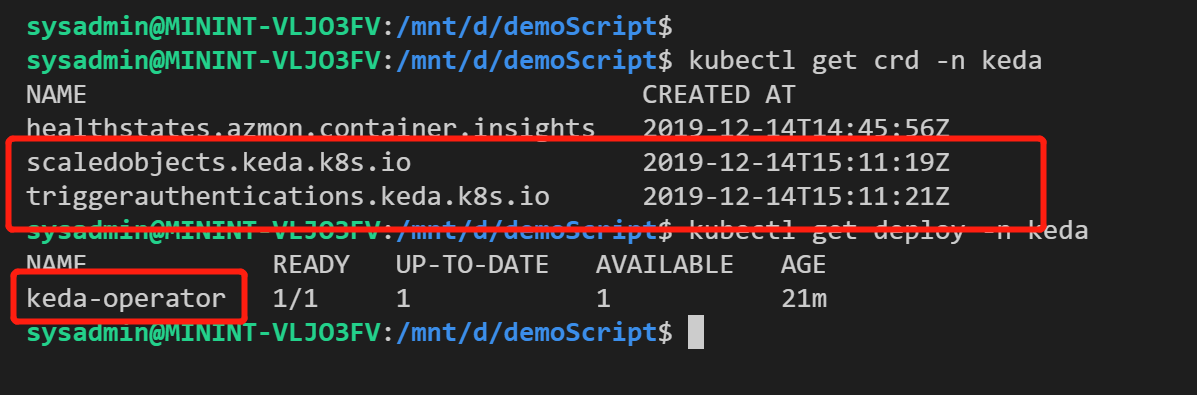 sysadmin@MININT-VLJO3FV:/mnt/d/demoScript$
sysadmin@MININT-VLJO3FV:/mnt/d/demoScript$ kubectl get crd -n keda
NAME CREATED AT
healthstates.azmon.container.insights 2019-12-14T14:45:56Z
scaledobjects.keda.k8s.io 2019-12-14T15:11:19Z
triggerauthentications.keda.k8s.io 2019-12-14T15:11:21Z
sysadmin@MININT-VLJO3FV:/mnt/d/demoScript$ kubectl get deploy -n keda
NAME READY UP-TO-DATE AVAILABLE AGE
keda-operator 1/1 1 1 21m
sysadmin@MININT-VLJO3FV:/mnt/d/demoScript$